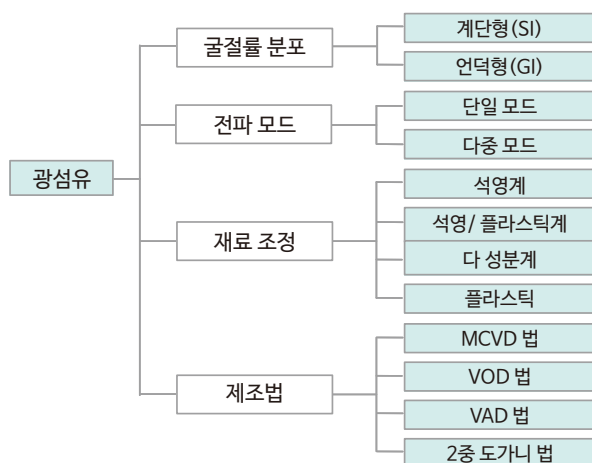 광섬유
굴절률 분포
계단형(SI)
언덕형(GI)
전파 모드
단일 모드
다중 모드
재료 조정
석영계
석영/ 플라스틱계
다 성분계
플라스틱
제조법
MCVD 법
VOD 법
VAD 법
2중 도가니 법